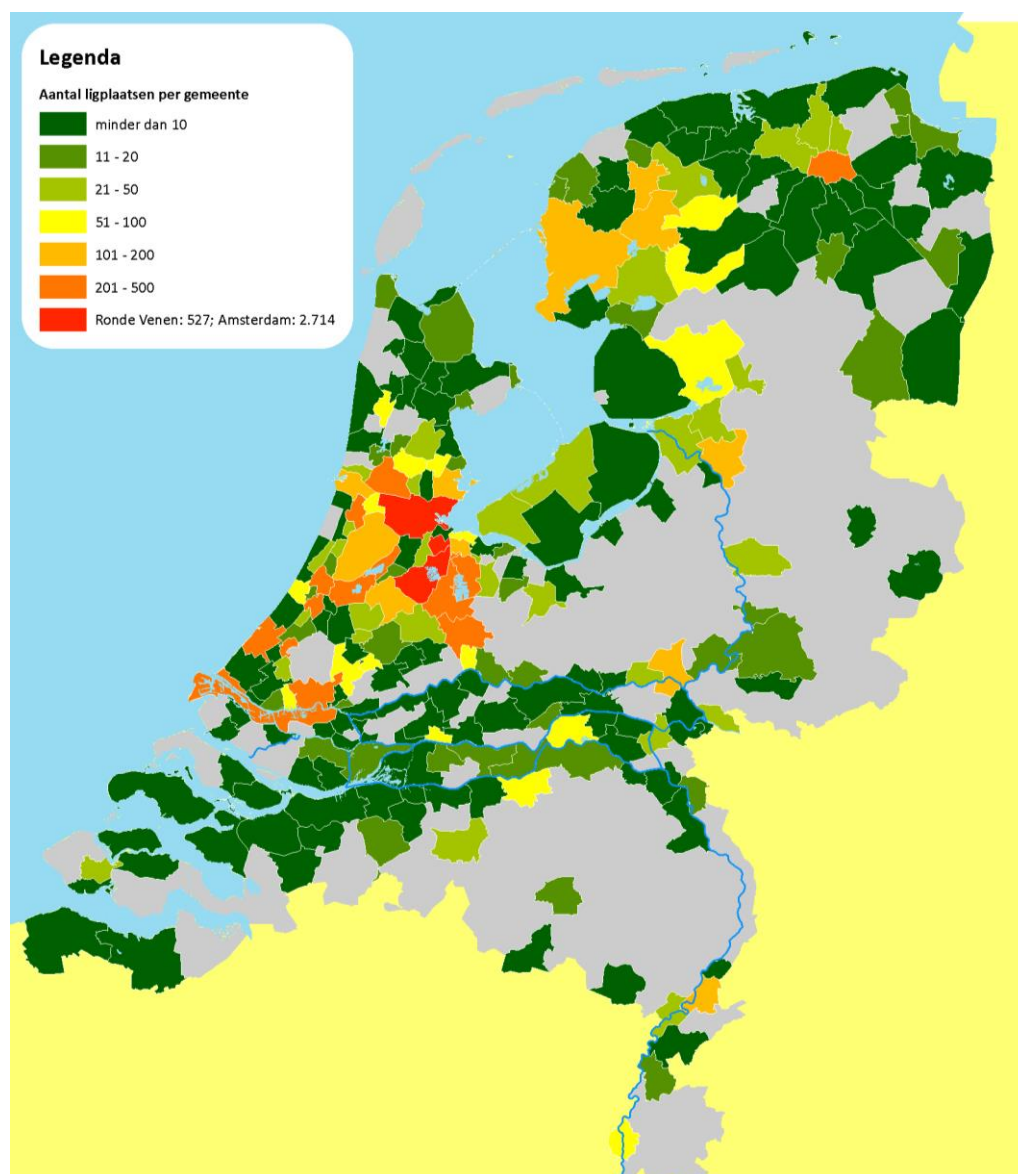 Legenda
Aantal ligplaatsen per gemeente
minder dan 10
11 - 20
21 - 50
51 - 100
101 - 200
201 - 500
Ronde Venen: 527; Amsterdam: 2.714